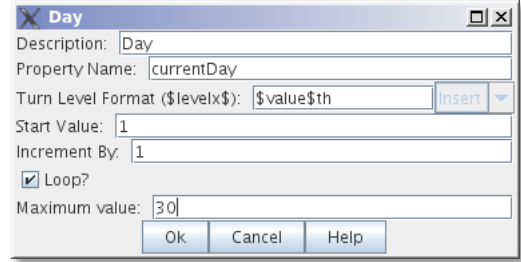 Day
Description: Day
Property Name: currentDay
Turn Level Format ($levelx$): $value$th Insert
Start Value: 1
Increment By: 1
Loop?
Maximum value: 30
Ok Cancel Help